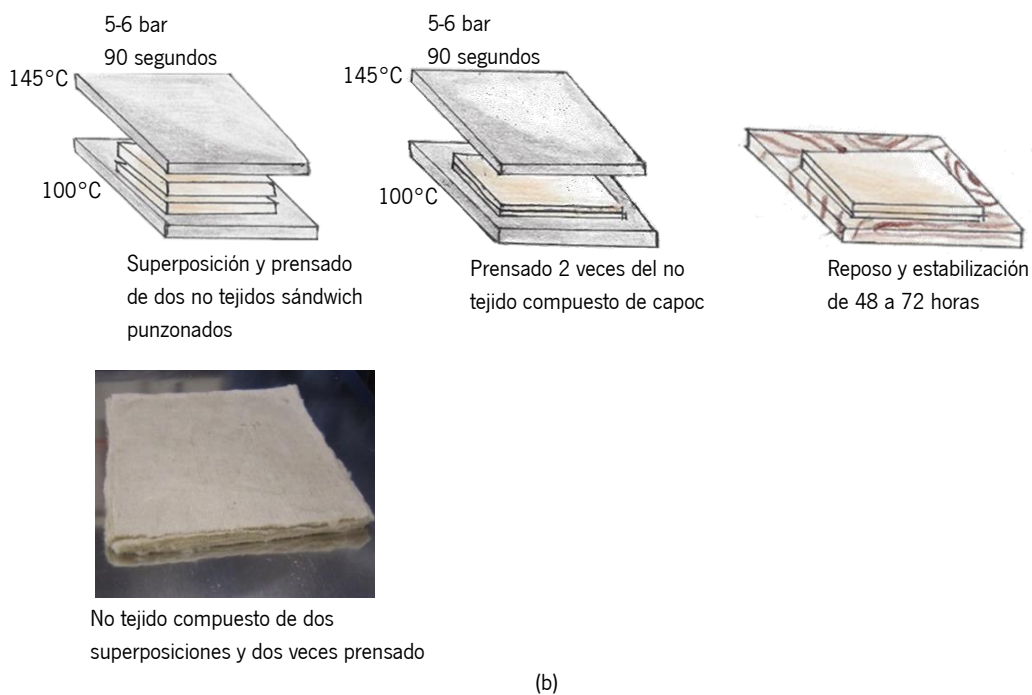 5-6 bar
90 segundos
145°C
100°C
Superposición y prensado
de dos no tejidos sándwich
punzonados
5-6 bar
90 segundos
145°C
100°C
Prensado 2 veces del no
tejido compuesto de capoc
Reposo y estabilización
de 48 a 72 horas
No tejido compuesto de dos
superposiciones y dos veces prensado
(b)